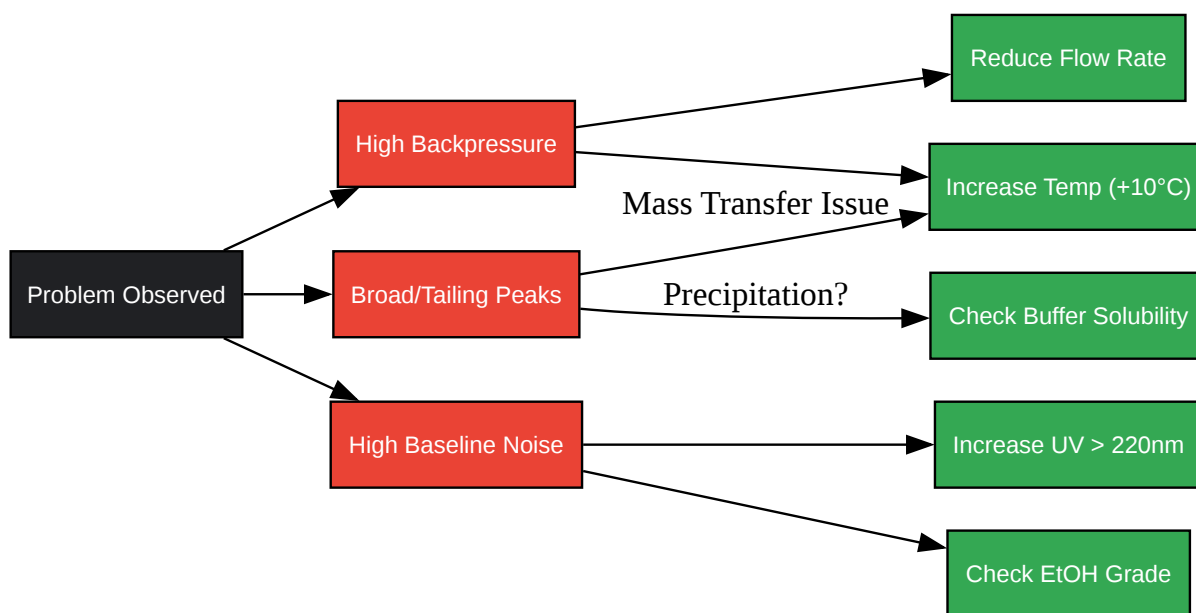 Reduce Flow Rate
High Backpressure
Increase Temp (+10°C)
Mass Transfer Issue
Problem Observed
Broad/Tailing Peaks
Precipitation?
Check Buffer Solubility
High Baseline Noise
Increase UV > 220nm
Check EtOH Grade